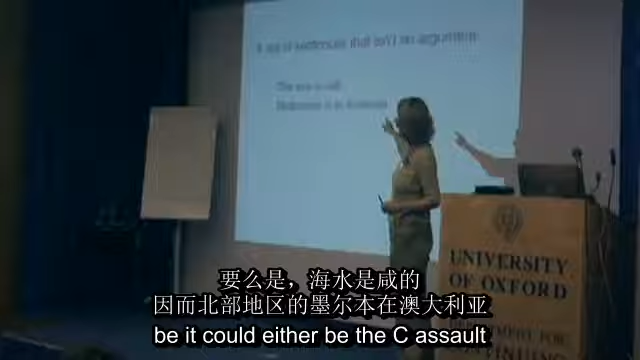 A set of sentences that isn't an argument:
The sea is salt
Melbourne is in Australia
UNIVERSITY
OF OXFORD
DEPARTMENT FOR
要么是，海水是咸的
因而北部地区的墨尔本在澳大利亚
be it could either be the C assault